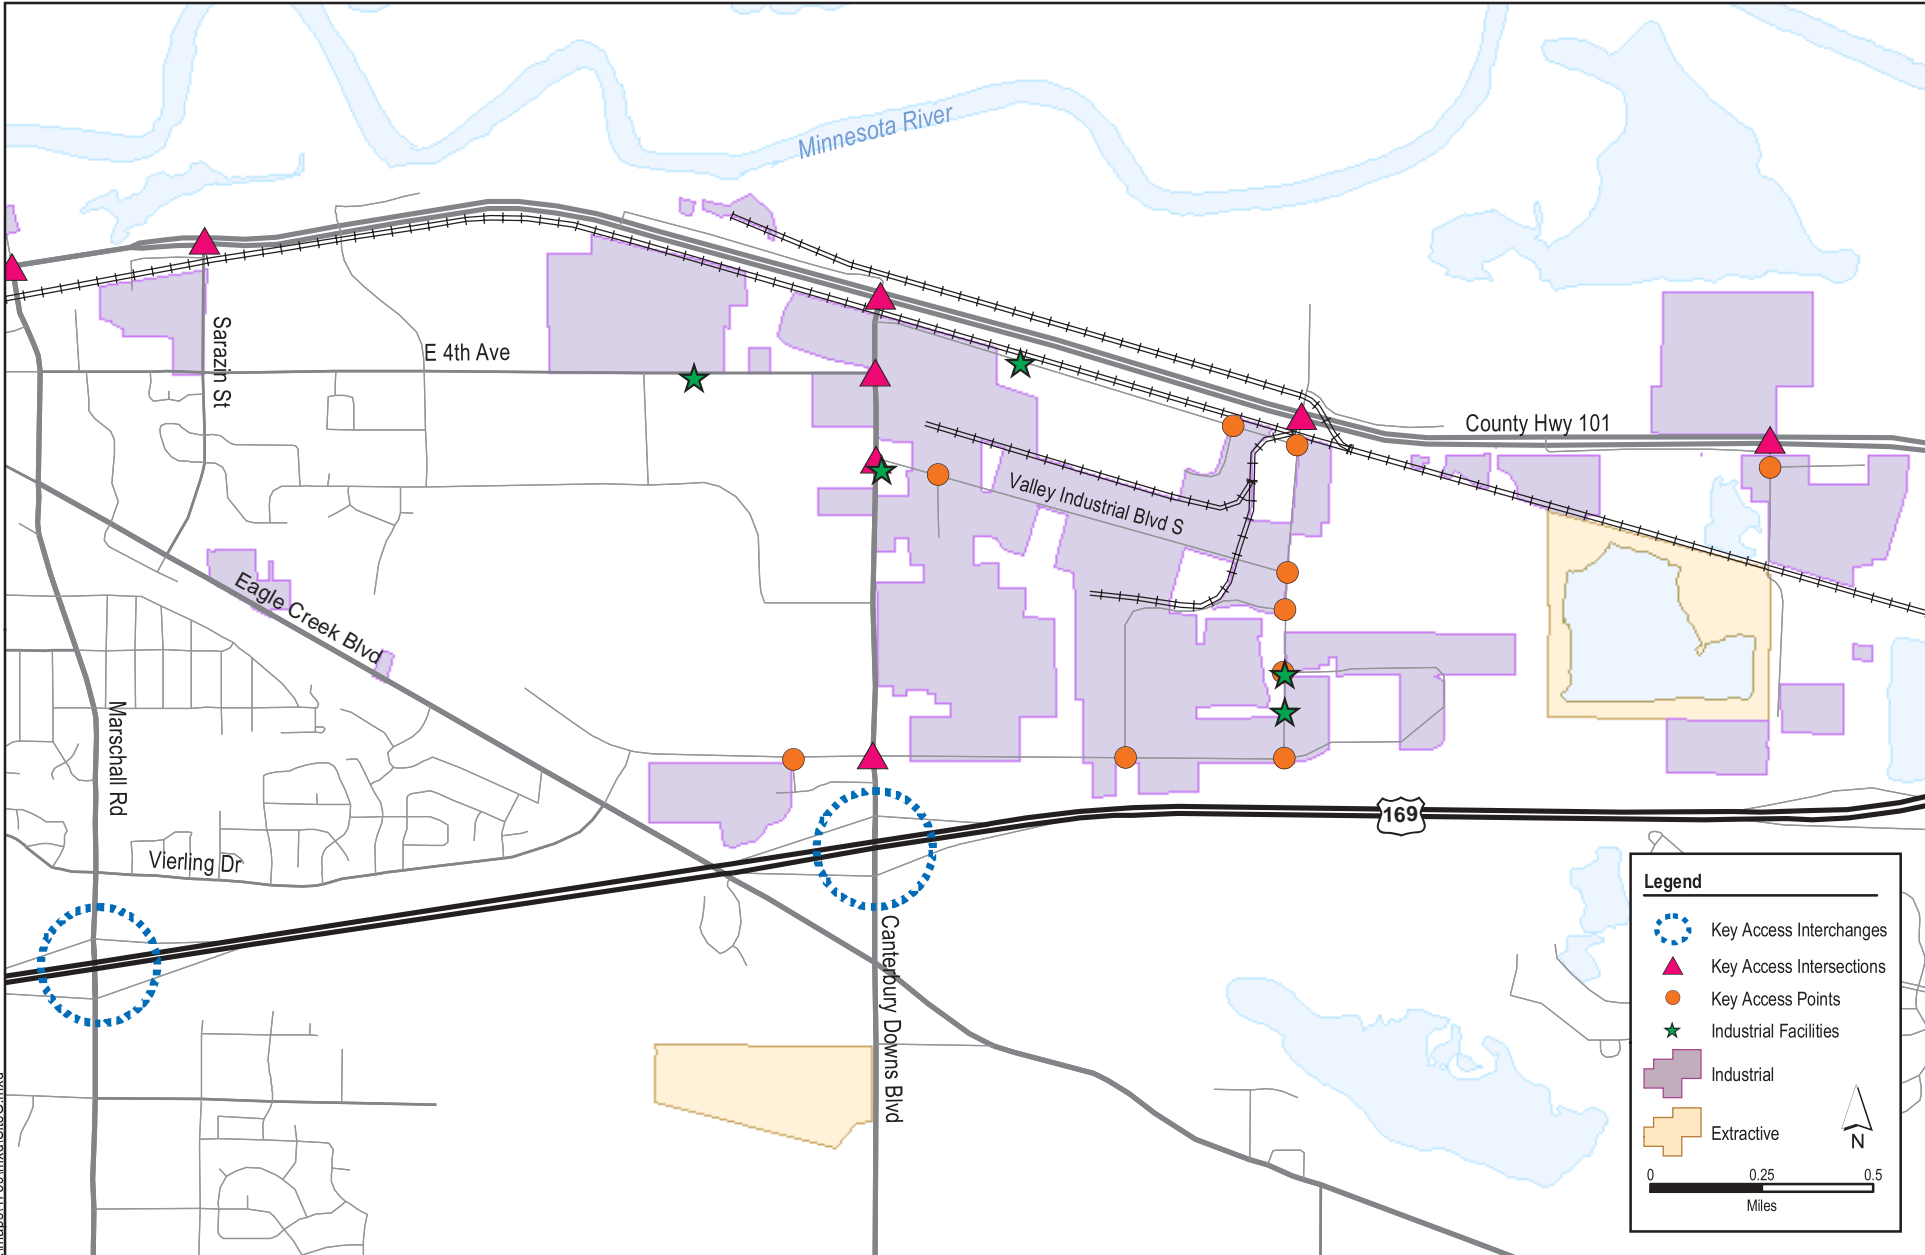 Minnesota River
Sarazin St
E 4th Ave
County Hwy 101
Valley Industrial Blvd S
Eagle Creek Blvd
Marschall Rd
169
Vierling Dr
Canterbury Downs Blvd
Legend
Key Access Interchanges
Key Access Intersections
Key Access Points
Industrial Facilities
Industrial
Extractive
N
0 0.25 0.5
Miles